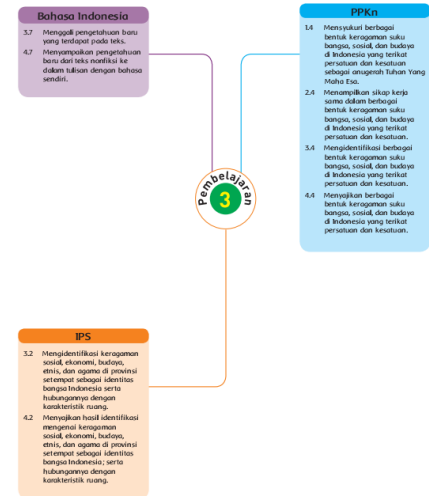 Bahasa Indonesia
3.7 Menggali pengetahuan baru
yang terdapat pada teks.
4.7 Menyampaikan pengetahuan
baru dari teks nonfiksi ke
dalam tulisan dengan bahasa
sendiri.
PPKn
1.4 Mensyukuri berbagai
bentuk keragaman suku
bangsa, sosial, dan budaya
di Indonesia yang terikat
persatuan dan kesatuan
sebagai anugerah Tuhan Yang
Maha Esa.
2.4 Menampilkan sikap kerja
sama dalam berbagai
bentuk keragaman suku
bangsa, sosial, dan budaya
di Indonesia yang terikat
persatuan dan kesatuan.
3.4 Mengidentifikasi berbagai
bentuk keragaman suku
bangsa, sosial, dan budaya
di Indonesia yang terikat
persatuan dan kesatuan.
4.4 Menyajikan berbagai
bentuk keragaman suku
bangsa, sosial, dan budaya
di Indonesia yang terikat
persatuan dan kesatuan.
Pembelajaran
3
IPS
3.2 Mengidentifikasi keragaman
sosial, ekonomi, budaya,
etnis, dan agama di provinsi
setempat sebagai identitas
bangsa Indonesia serta
hubungannya dengan
karakteristik ruang.
4.2 Menyajikan hasil identifikasi
mengenai keragaman
sosial, ekonomi, budaya,
etnis, dan agama di provinsi
setempat sebagai identitas
bangsa Indonesia; serta
hubungannya dengan
karakteristik ruang.